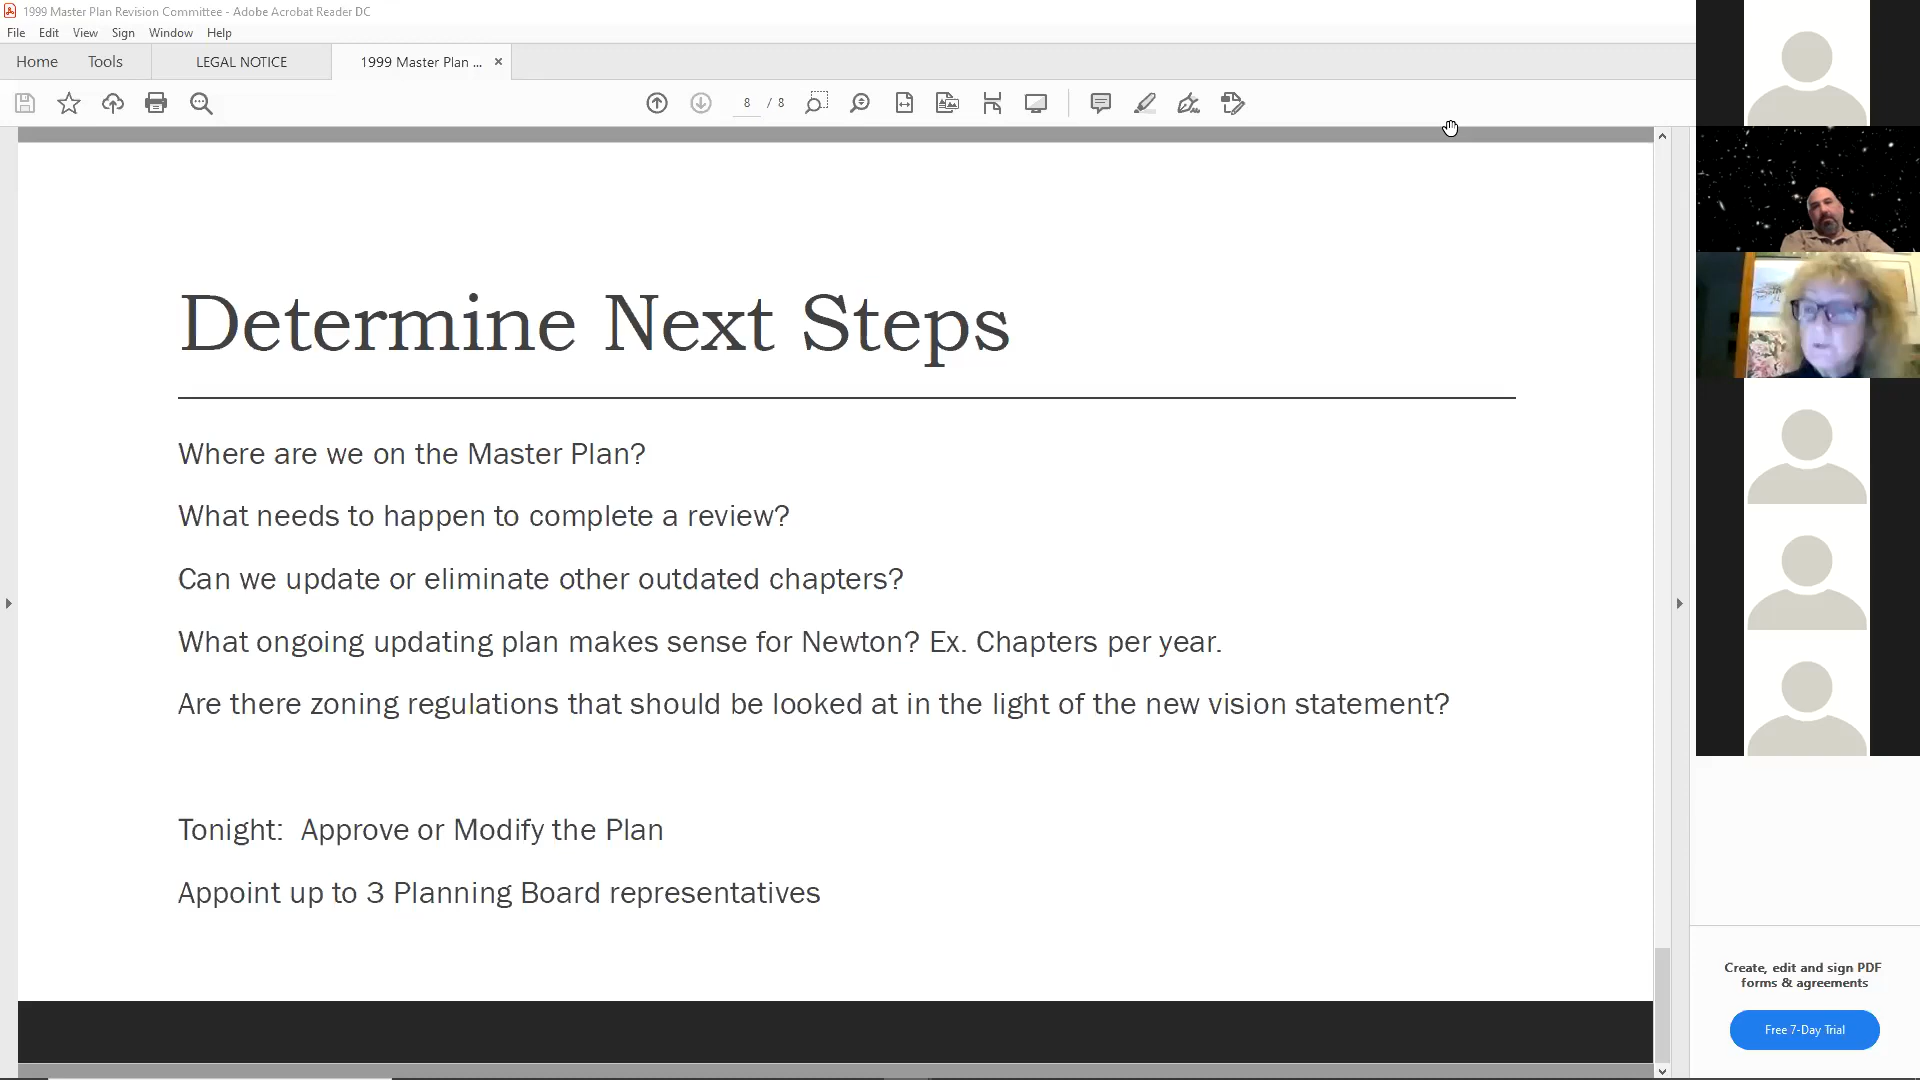 1999 Master Plan Revision Committee - Adobe Acrobat Reader DC
File Edit View Sign Window Help
Home Tools LEGAL NOTICE 1999 Master Plan ... ×
8 / 8
Determine Next Steps
Where are we on the Master Plan?
What needs to happen to complete a review?
Can we update or eliminate other outdated chapters?
What ongoing updating plan makes sense for Newton? Ex. Chapters per year.
Are there zoning regulations that should be looked at in the light of the new vision statement?
Tonight: Approve or Modify the Plan
Appoint up to 3 Planning Board representatives
Create, edit and sign PDF
forms & agreements
Free 7-Day Trial